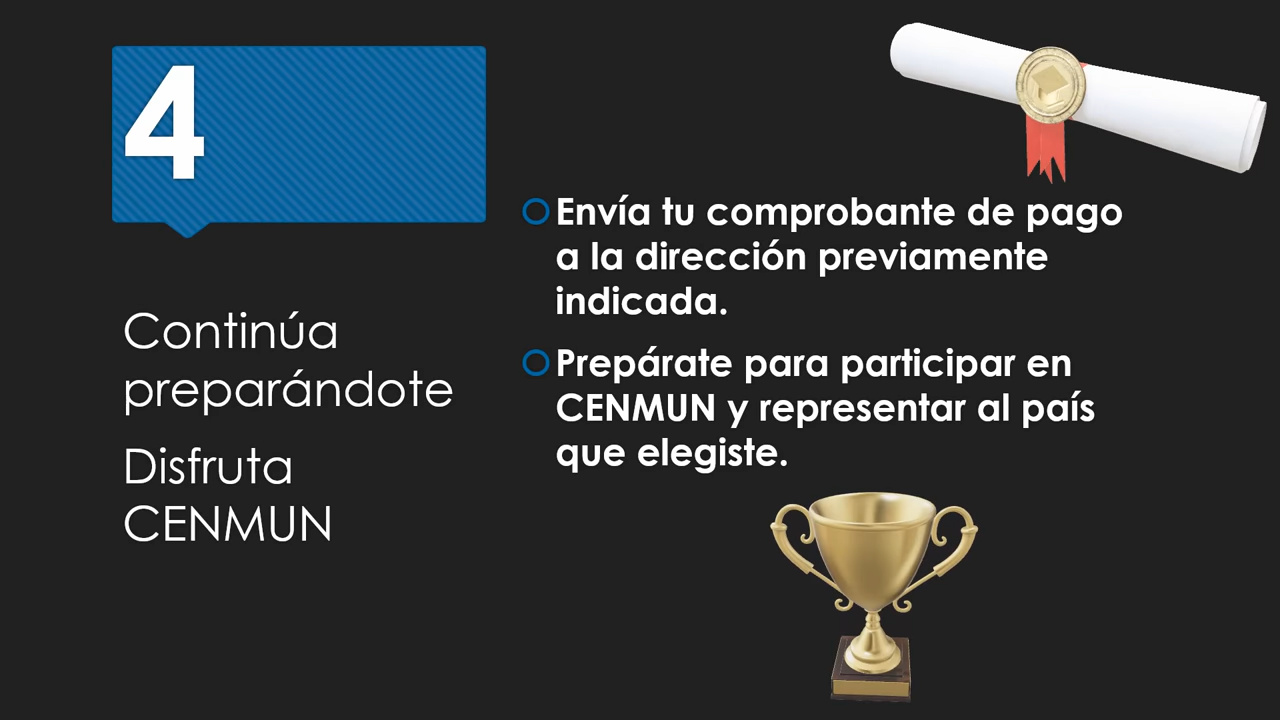 4
Continúa
preparándote
Disfruta
CENMUN
Envía tu comprobante de pago
a la dirección previamente
indicada.
Prepárate para participar en
CENMUN y representar al país
que elegiste.